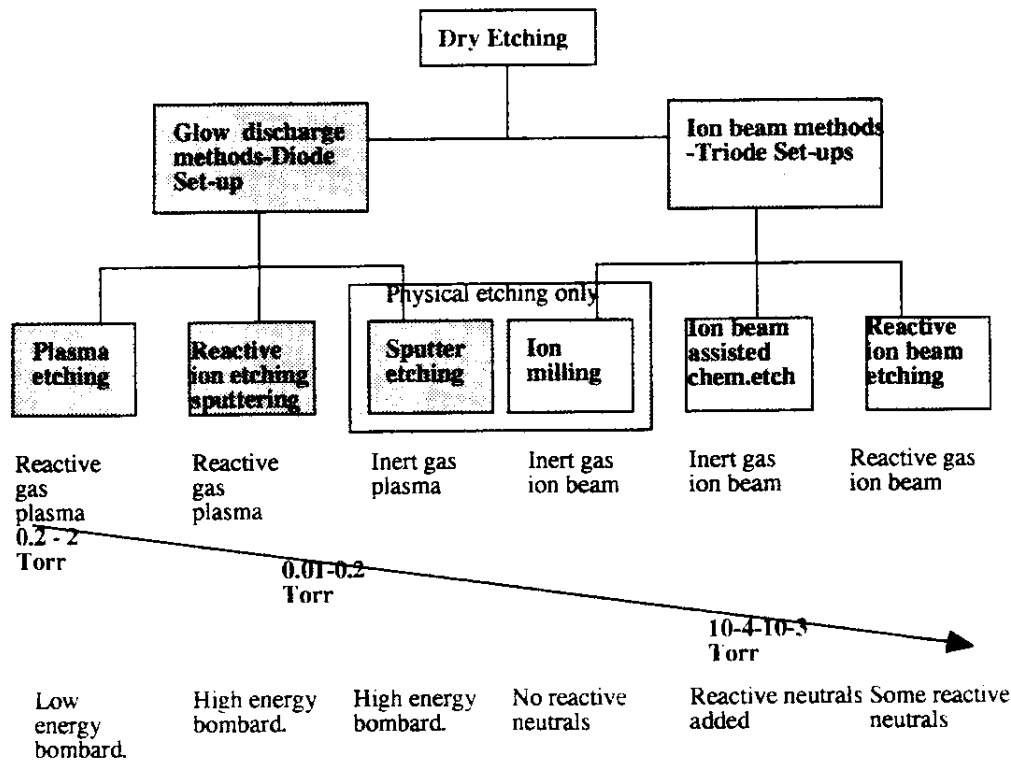 Dry Etching
Glow discharge
methods-Diode
Set-up
Ion beam methods
-Triode Set-ups
Physical etching only
Plasma
etching
Reactive
ion etching
sputtering
Sputter
etching
Ion
milling
Ion beam
assisted
chem.etch
Reactive
ion beam
etching
Reactive
gas
plasma
Reactive
gas
plasma
Inert gas
plasma
Inert gas
ion beam
Inert gas
ion beam
Reactive gas
ion beam
0.2 - 2
Torr
0.01-0.2
Torr
10-4-10-3
Torr
Low
energy
bombard.
High energy
bombard.
High energy
bombard.
No reactive
neutrals
Reactive neutrals
added
Some reactive
neutrals